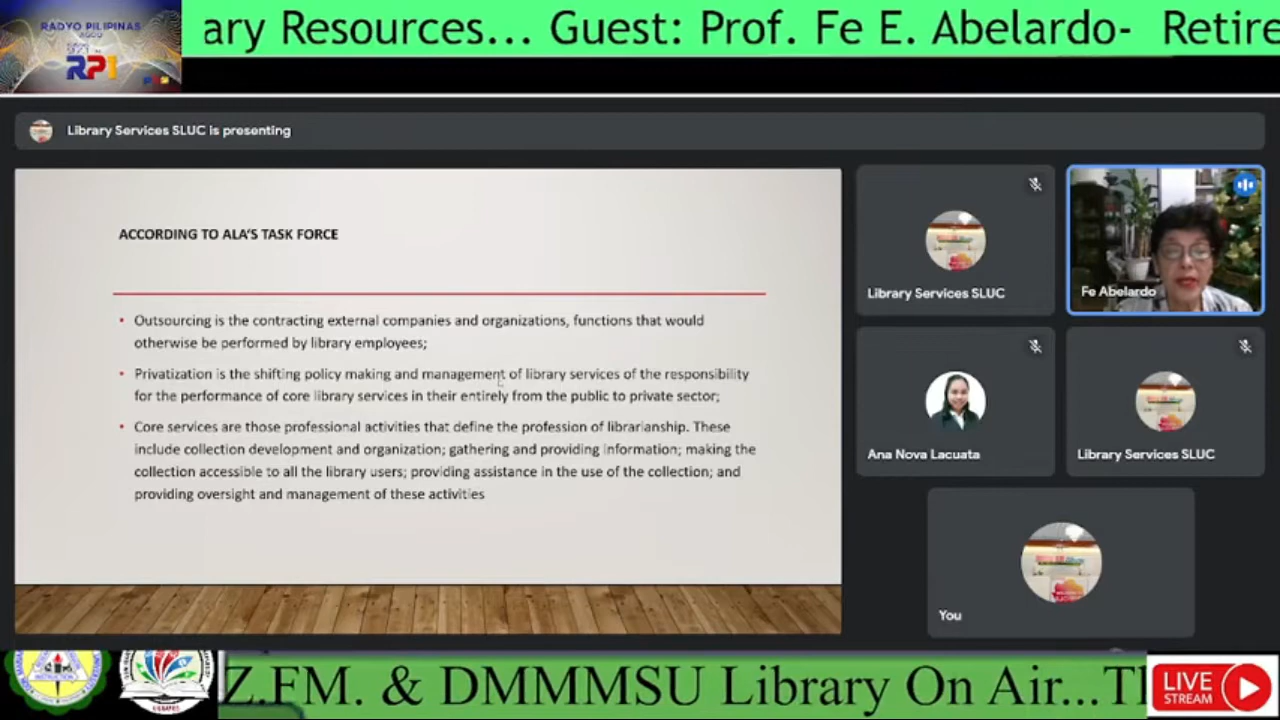 RADYO PILIPINAS
AGOO
RP1
ary Resources... Guest: Prof. Fe E. Abelardo- Retire
Library Services SLUC is presenting
ACCORDING TO ALA'S TASK FORCE
• Outsourcing is the contracting external companies and organizations, functions that would
otherwise be performed by library employees;
• Privatization is the shifting policy making and management of library services of the responsibility
for the performance of core library services in their entirely from the public to private sector;
• Core services are those professional activities that define the profession of librarianship. These
include collection development and organization; gathering and providing information; making the
collection accessible to all the library users; providing assistance in the use of the collection; and
providing oversight and management of these activities
Library Services SLUC
Fe Abelardo
Ana Nova Lacuata
Library Services SLUC
You
Z.FM. & DMMMSU Library On Air...Tl
LIVE
STREAM